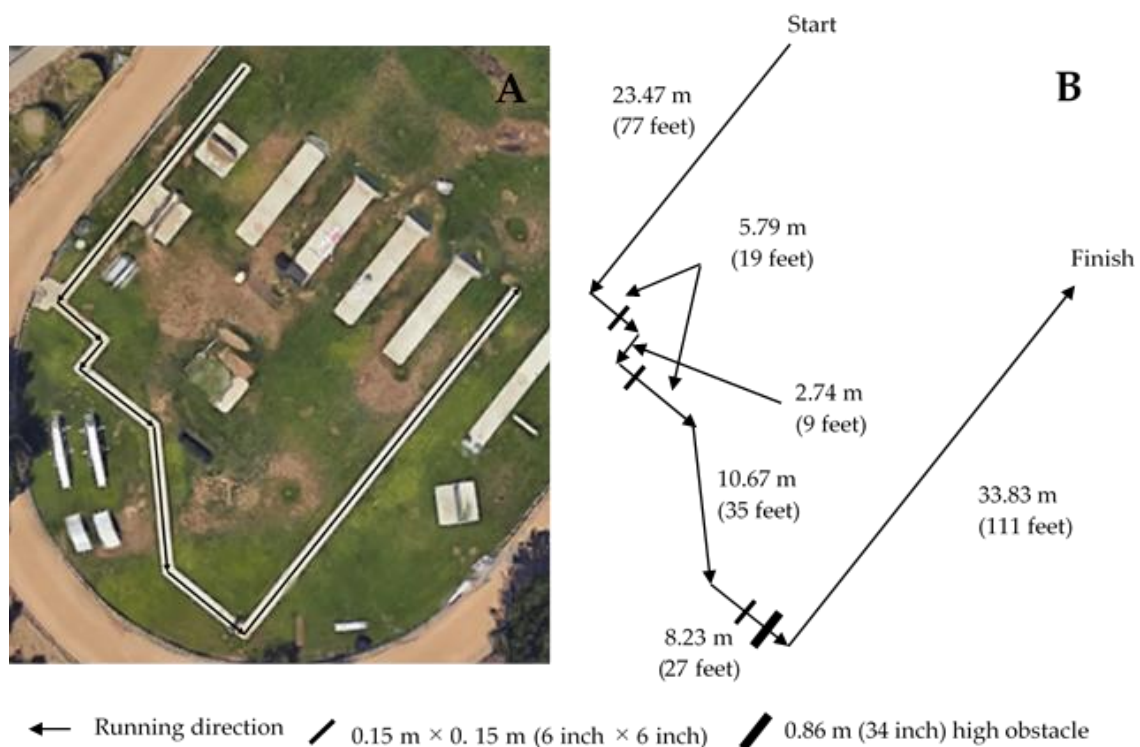 Start
A
B
23.47 m
(77 feet)
5.79 m
(19 feet)
Finish
2.74 m
(9 feet)
10.67 m
(35 feet)
33.83 m
(111 feet)
8.23 m
(27 feet)
Running direction
0.15 m × 0. 15 m (6 inch × 6 inch)
0.86 m (34 inch) high obstacle